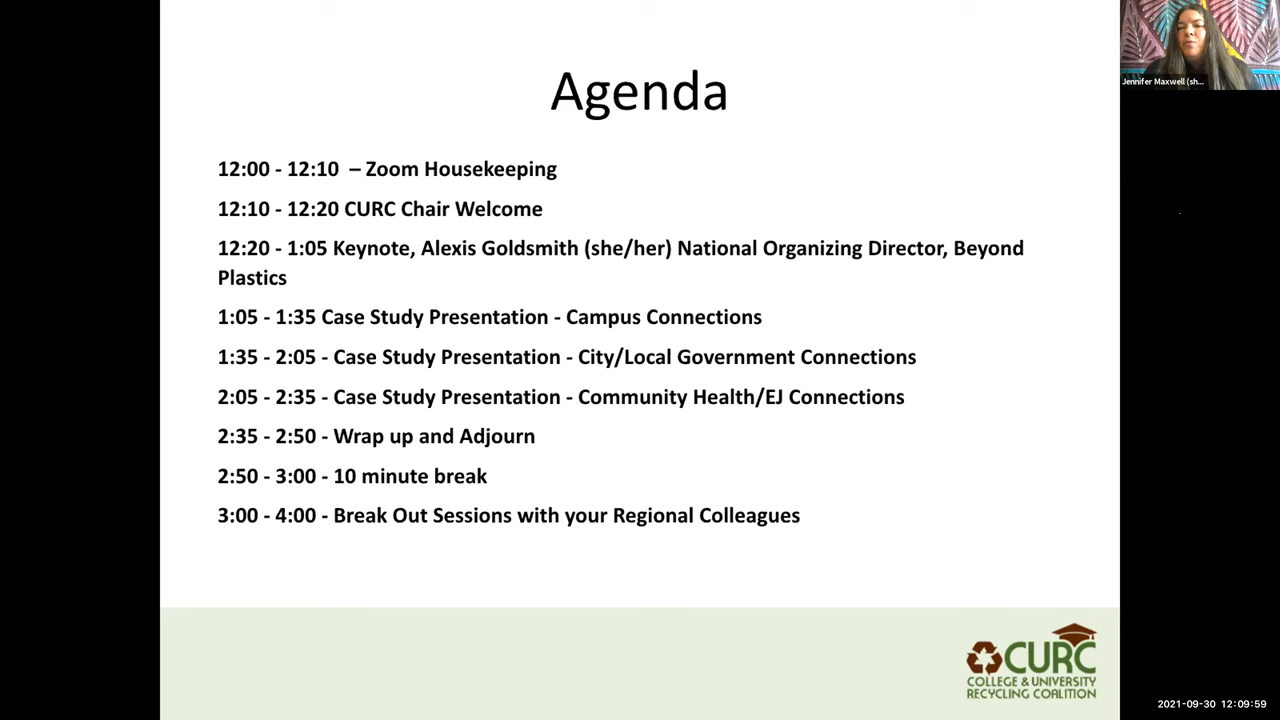 Agenda
12:00 - 12:10  – Zoom Housekeeping
12:10 - 12:20 CURC Chair Welcome
12:20 - 1:05 Keynote, Alexis Goldsmith (she/her) National Organizing Director, Beyond
Plastics
1:05 - 1:35 Case Study Presentation - Campus Connections
1:35 - 2:05 - Case Study Presentation - City/Local Government Connections
2:05 - 2:35 - Case Study Presentation - Community Health/EJ Connections
2:35 - 2:50 - Wrap up and Adjourn
2:50 - 3:00 - 10 minute break
3:00 - 4:00 - Break Out Sessions with your Regional Colleagues
CURC
COLLEGE & UNIVERSITY
RECYCLING COALITION
Jennifer Maxwell (sh...
2021-09-30 12:09:59